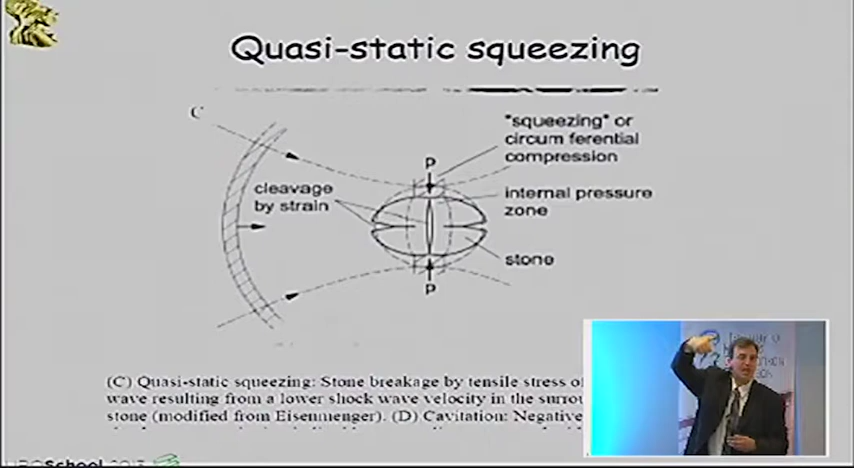 Quasi-static squeezing
C
"squeezing" or
circum ferential
compression
P
cleavage
by strain
internal pressure
zone
stone
P
(C) Quasi-static squeezing: Stone breakage by tensile stress of
wave resulting from a lower shock wave velocity in the surrou
stone (modified from Eisenmenger). (D) Cavitation: Negative
UROSchool 2013